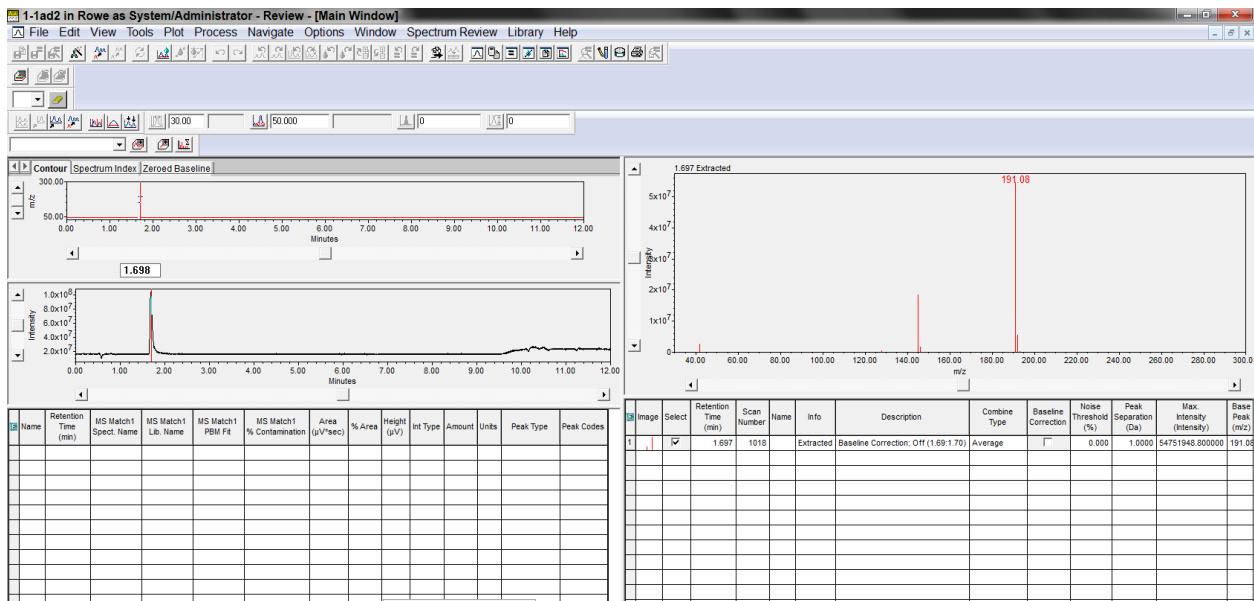 1-1ad2 in Rowe as System/Administrator - Review - [Main Window]
File Edit View Tools Plot Process Navigate Options Window Spectrum Review Library Help
30.00 50.000 0 0
Contour Spectrum Index Zeroed Baseline
300.00
m/z
50.00
0.00 1.00 2.00 3.00 4.00 5.00 6.00 7.00 8.00 9.00 10.00 11.00 12.00
Minutes
1.698
1.0x10^8
8.0x10^7
6.0x10^7
4.0x10^7
2.0x10^7
Intensity
0.00 1.0 2.00 3.00 4.00 5.00 6.00 7.00 8.00 9.00 10.00 11.00 12.00
Minutes
Name Retention Time (min) MS Match1 Spect. Name MS Match1 Lib. Name MS Match1 PBM Fit MS Match1 % Contamination Area (µV*sec) % Area Height (µV) Int Type Amount Units Peak Type Peak Codes
1.697 Extracted
191.08
5x10^7
4x10^7
3x10^7
2x10^7
1x10^7
0
Intensity
40.00 60.00 80.00 100.00 120.00 140.00 160.00 180.00 200.00 220.00 240.00 260.00 280.00 300.0
m/z
Image Select Retention Time (min) Scan Number Name Info Description Combine Type Baseline Correction Noise Threshold (%) Peak Separation (Da) Max. Intensity (Intensity) Base Peak (m/z)
1 1.697 1018 Extracted Baseline Correction: Off (1.69:1.70) Average 0.000 1.0000 54751948.800000 191.08